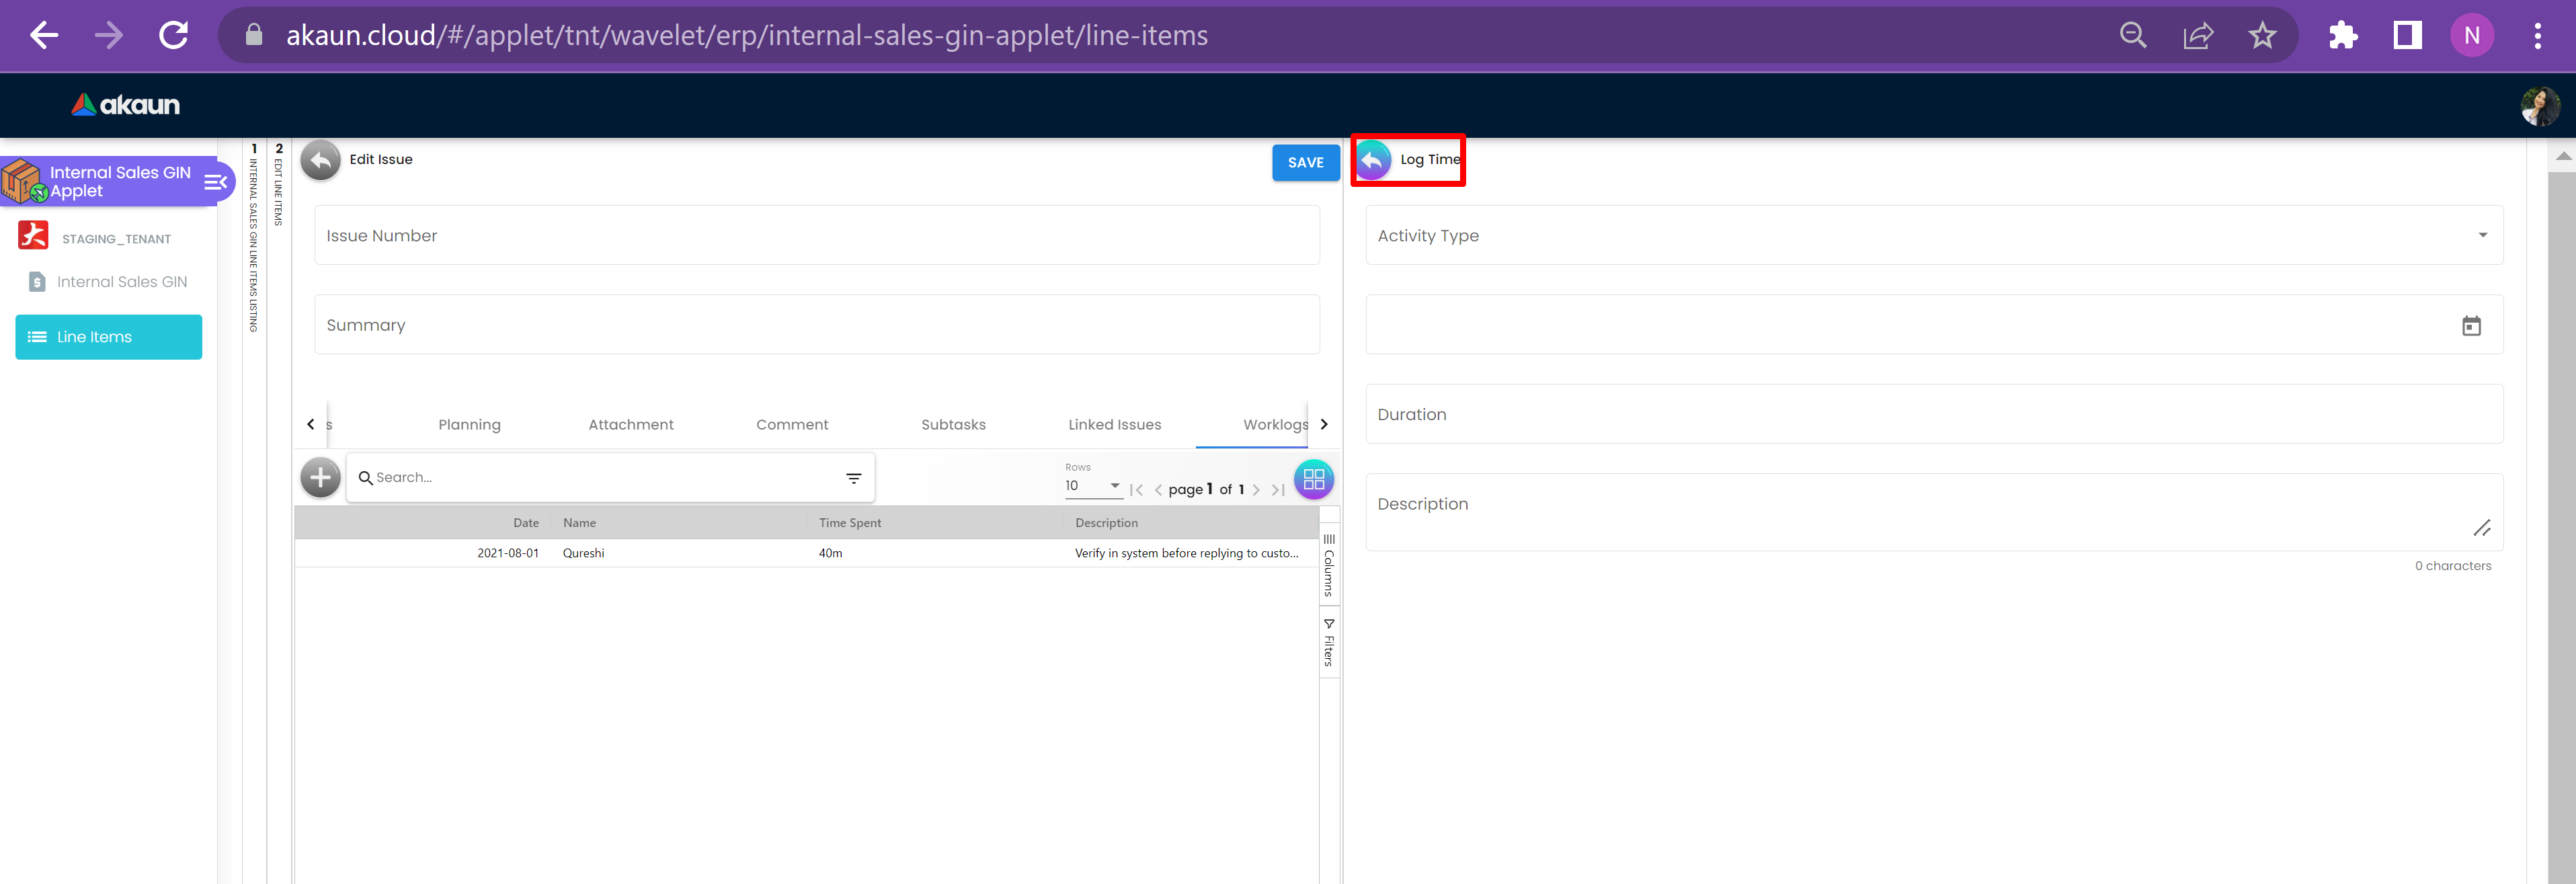 akaun.cloud/#/applet/tnt/wavelet/erp/internal-sales-gin-applet/line-items
N
akaun
Internal Sales GIN
Applet
STAGING_TENANT
Internal Sales GIN
Line Items
1 INTERNAL SALES GIN LINE ITEMS LISTING
2 EDIT LINE ITEMS
Edit Issue
SAVE
Issue Number
Summary
s Planning Attachment Comment Subtasks Linked Issues Worklogs
Search...
Rows
10
page 1 of 1
Date Name Time Spent Description
2021-08-01 Qureshi 40m Verify in system before replying to custo...
Columns
Filters
Log Time
Activity Type
Duration
Description
0 characters